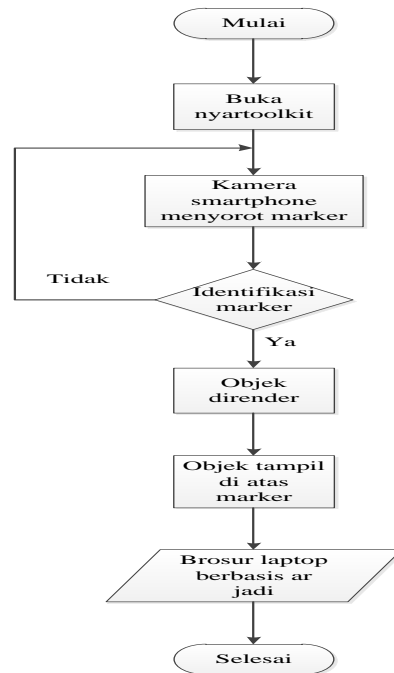 Mulai
Buka
nyartoolkit
Kamera
smartphone
menyorot marker
Tidak
Identifikasi
marker
Ya
Objek
dirender
Objek tampil
di atas
marker
Brosur laptop
berbasis ar
jadi
Selesai